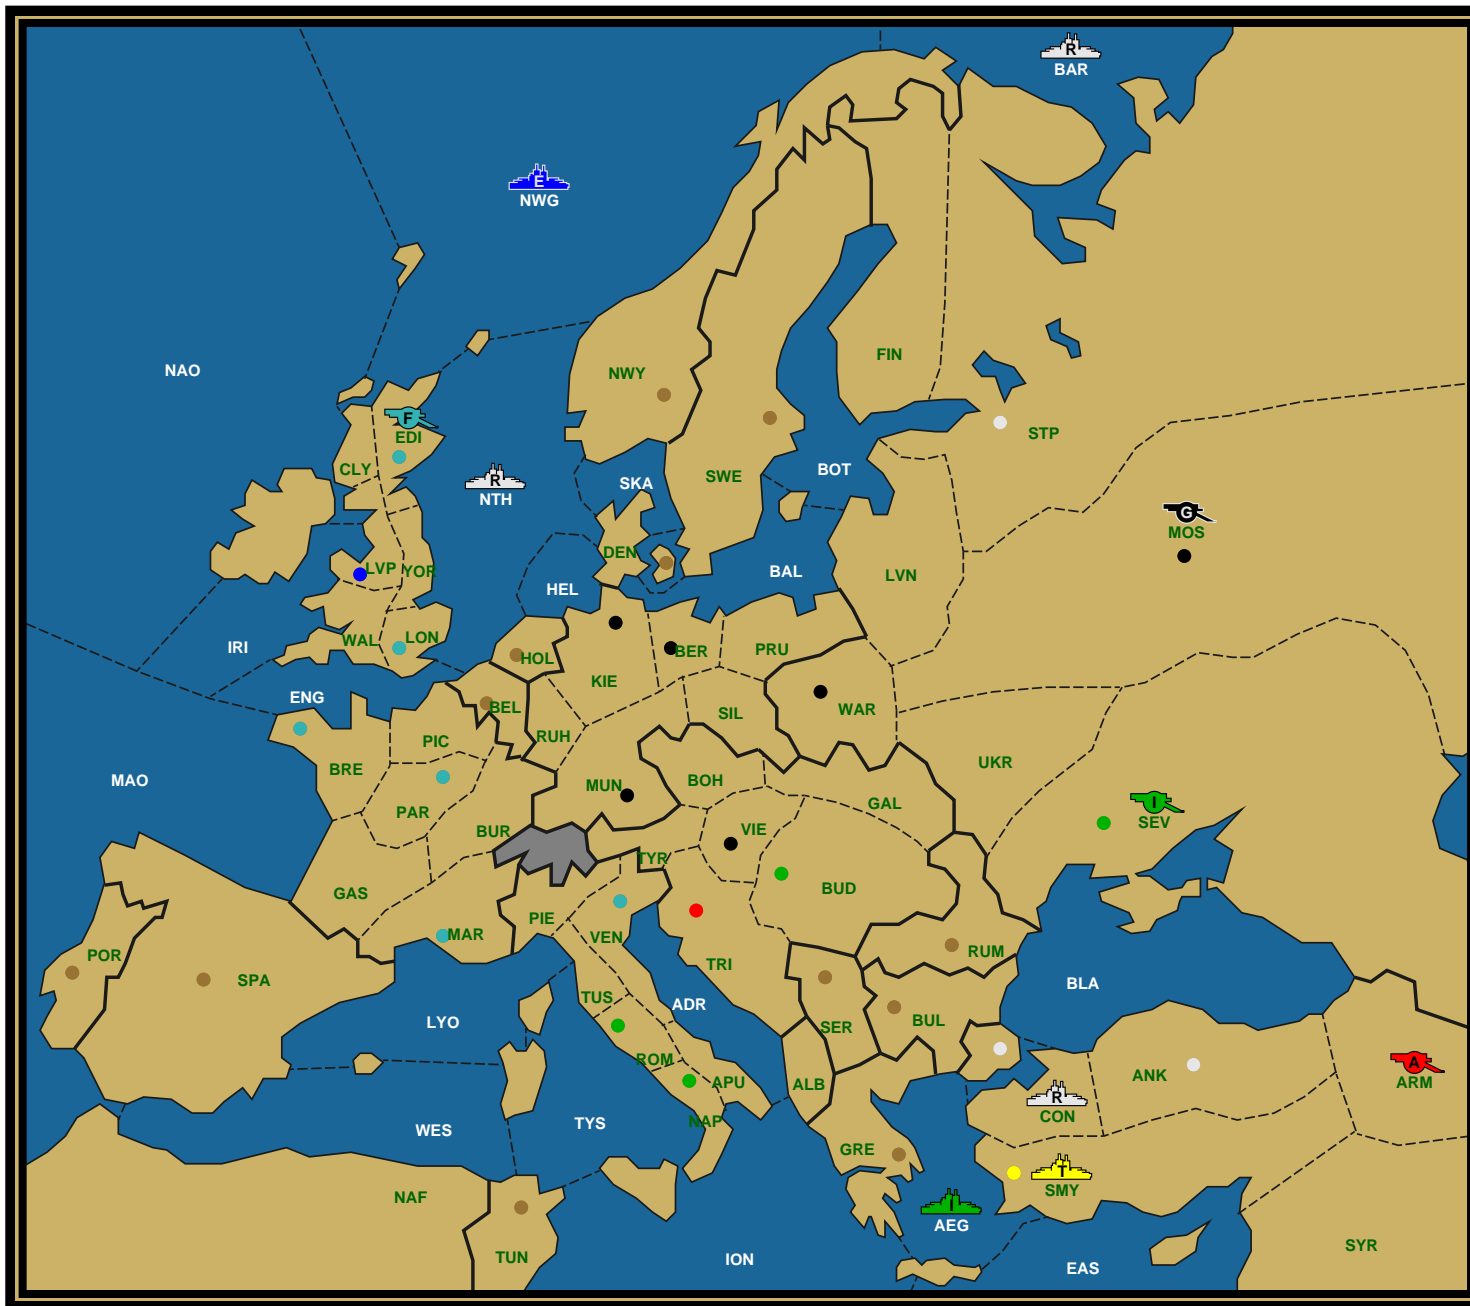 R
BAR
E
NWG
NAO
FIN
NWY
F
EDI
STP
CLY
BOT
SWE
SKA
R
NTH
G
MOS
DEN
LVP
YOR
BAL
LVN
HEL
IRI
WAL
LON
HOL
BER
PRU
KIE
ENG
BEL
SIL
WAR
PIC
RUH
BRE
UKR
MAO
MUN
BOH
GAL
PAR
I
SEV
BUR
VIE
TYR
BUD
GAS
PIE
MAR
VEN
POR
RUM
SPA
TRI
BLA
TUS
ADR
LYO
BUL
SER
ROM
ANK
A
ARM
APU
ALB
R
CON
NAP
TYS
WES
GRE
T
SMY
NAF
I
AEG
SYR
TUN
ION
EAS